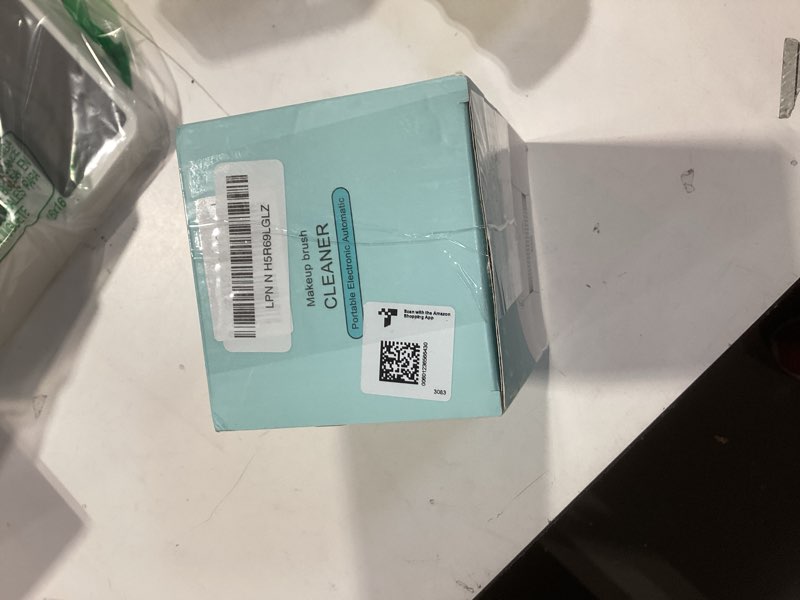 LPN N H5R69LGLZ
Makeup brush
CLEANER
Portable Electronic Automatic
Scan with the Amazon
Shopping App
3083